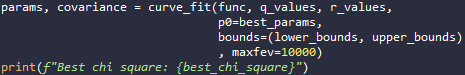 params, covariance = curve_fit(func, q_values, r_values,
p0=best_params,
bounds=(lower_bounds, upper_bounds)
, maxfev=10000)
print(f"Best chi square: {best_chi_square}")